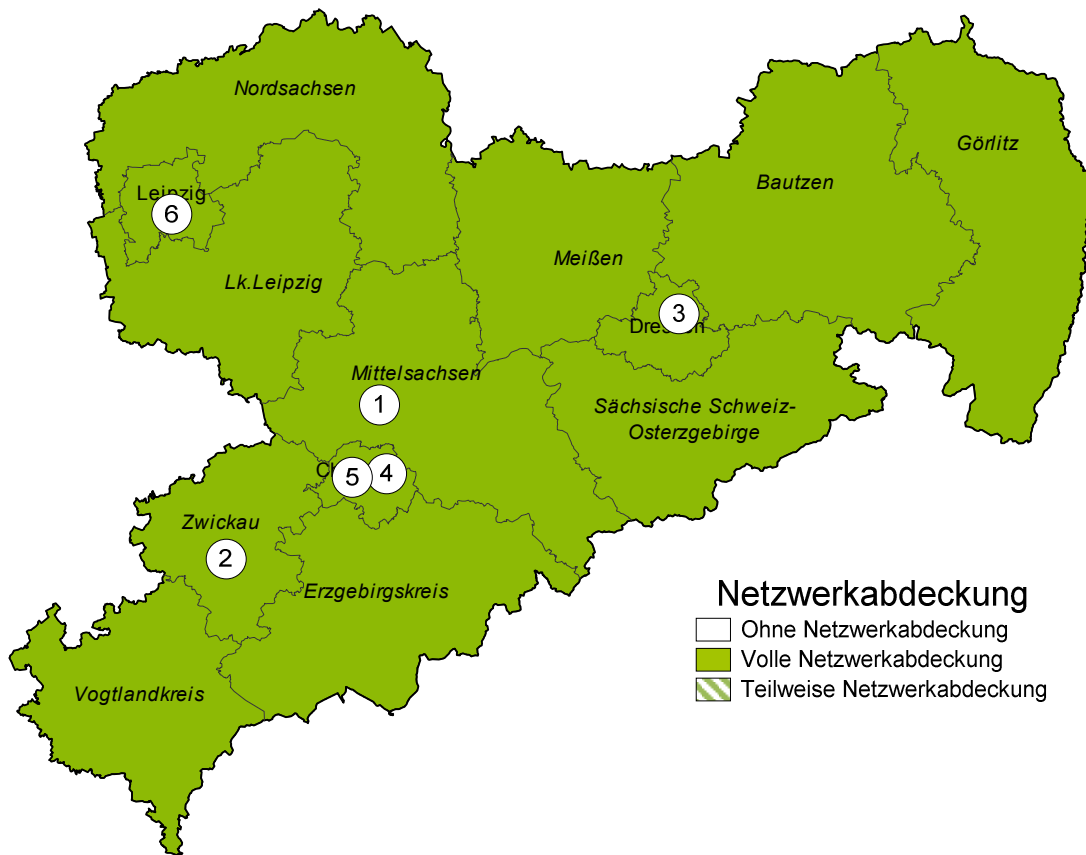 Nordsachsen
Görlitz
Bautzen
Leipzig
6
Meißen
Lk.Leipzig
3
Mittelsachsen
1
Sächsische Schweiz-
Osterzgebirge
5
4
Zwickau
2
Erzgebirgskreis
Vogtlandkreis
Netzwerkabdeckung
Ohne Netzwerkabdeckung
Volle Netzwerkabdeckung
Teilweise Netzwerkabdeckung